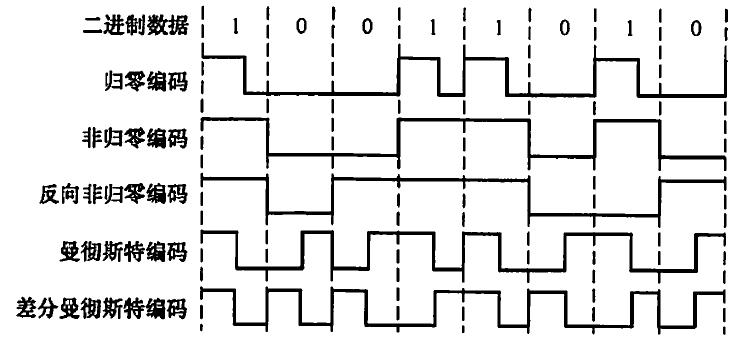 二进制数据 1 0 0 1 1 0 1 0
归零编码
非归零编码
反向非归零编码
曼彻斯特编码
差分曼彻斯特编码